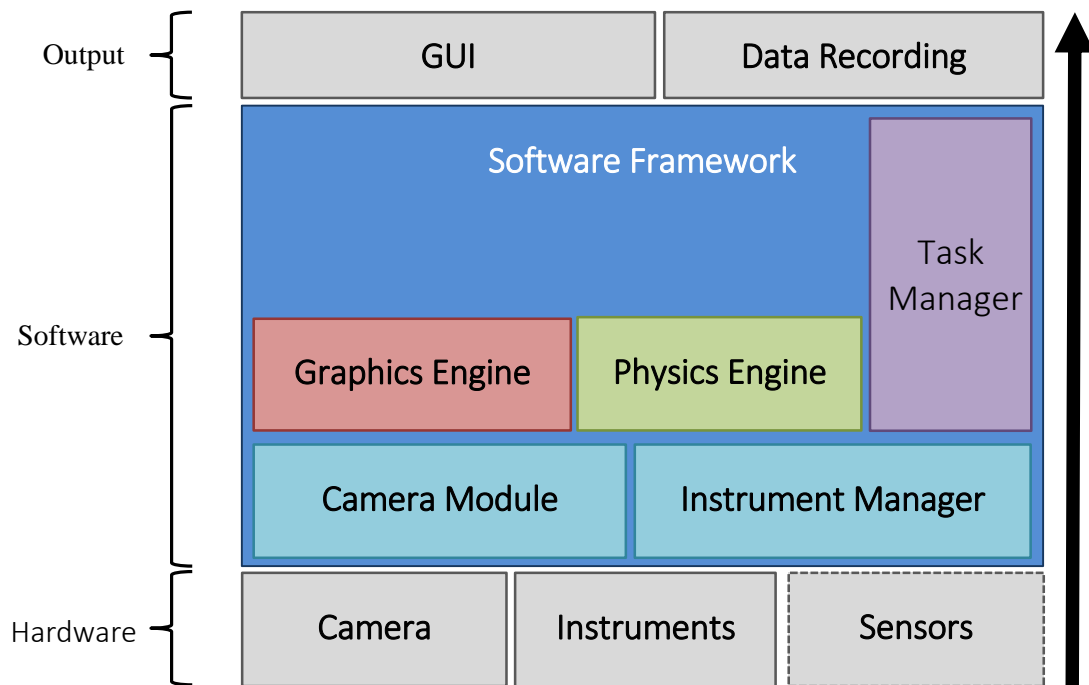 Output
GUI
Data Recording
Software
Software Framework
Task
Manager
Graphics Engine
Physics Engine
Camera Module
Instrument Manager
Hardware
Camera
Instruments
Sensors